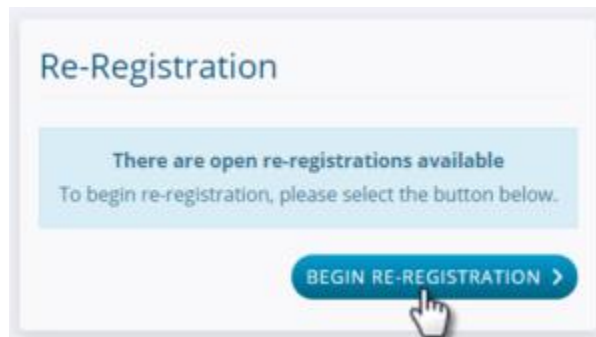 Re-Registration
There are open re-registrations available
To begin re-registration, please select the button below.
BEGIN RE-REGISTRATION >